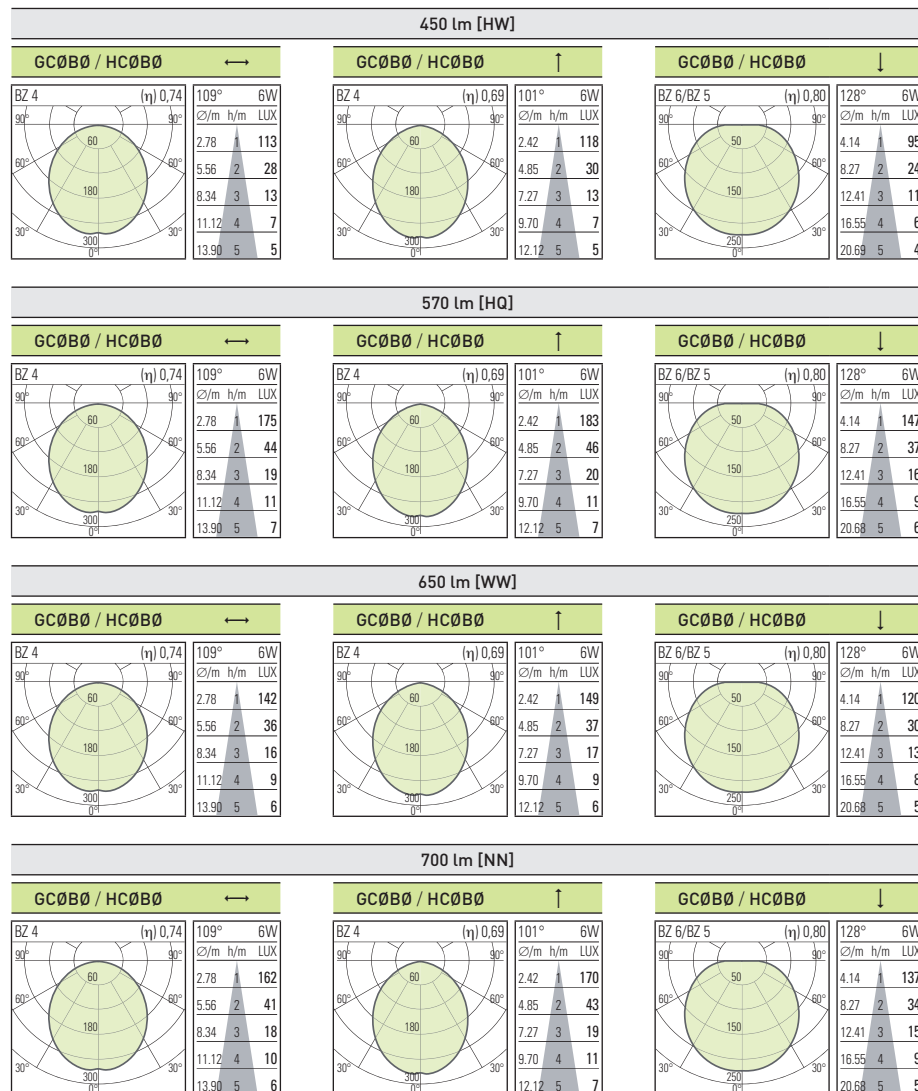 450 lm [HW]
GCØBØ / HCØBØ ⟷
BZ 4 (η) 0,74
90° 90°
60
60° 60°
180
30° 30°
300
0°
109° 6W
∅/m h/m LUX
2.78 1 113
5.56 2 28
8.34 3 13
11.12 4 7
13.90 5 5
GCØBØ / HCØBØ ↑
BZ 4 (η) 0,69
90° 90°
60
60° 60°
180
30° 30°
300
0°
101° 6W
∅/m h/m LUX
2.42 1 118
4.85 2 30
7.27 3 13
9.70 4 7
12.12 5 5
GCØBØ / HCØBØ ↓
BZ 6/BZ 5 (η) 0,80
90° 90°
50
60° 60°
150
30° 30°
250
0°
128° 6W
∅/m h/m LUX
4.14 1 95
8.27 2 24
12.41 3 11
16.55 4 6
20.69 5 4
570 lm [HQ]
GCØBØ / HCØBØ ⟷
BZ 4 (η) 0,74
90° 90°
60
60° 60°
180
30° 30°
300
0°
109° 6W
∅/m h/m LUX
2.78 1 175
5.56 2 44
8.34 3 19
11.12 4 11
13.90 5 7
GCØBØ / HCØBØ ↑
BZ 4 (η) 0,69
90° 90°
60
60° 60°
180
30° 30°
300
0°
101° 6W
∅/m h/m LUX
2.42 1 183
4.85 2 46
7.27 3 20
9.70 4 11
12.12 5 7
GCØBØ / HCØBØ ↓
BZ 6/BZ 5 (η) 0,80
90° 90°
50
60° 60°
150
30° 30°
250
0°
128° 6W
∅/m h/m LUX
4.14 1 147
8.27 2 37
12.41 3 16
16.55 4 9
20.68 5 6
650 lm [WW]
GCØBØ / HCØBØ ⟷
BZ 4 (η) 0,74
90° 90°
60
60° 60°
180
30° 30°
300
0°
109° 6W
∅/m h/m LUX
2.78 1 142
5.56 2 36
8.34 3 16
11.12 4 9
13.90 5 6
GCØBØ / HCØBØ ↑
BZ 4 (η) 0,69
90° 90°
60
60° 60°
180
30° 30°
300
0°
101° 6W
∅/m h/m LUX
2.42 1 149
4.85 2 37
7.27 3 17
9.70 4 9
12.12 5 6
GCØBØ / HCØBØ ↓
BZ 6/BZ 5 (η) 0,80
90° 90°
50
60° 60°
150
30° 30°
250
0°
128° 6W
∅/m h/m LUX
4.14 1 120
8.27 2 30
12.41 3 13
16.55 4 8
20.68 5 5
700 lm [NN]
GCØBØ / HCØBØ ⟷
BZ 4 (η) 0,74
90° 90°
60
60° 60°
180
30° 30°
300
0°
109° 6W
∅/m h/m LUX
2.78 1 162
5.56 2 41
8.34 3 18
11.12 4 10
13.90 5 6
GCØBØ / HCØBØ ↑
BZ 4 (η) 0,69
90° 90°
60
60° 60°
180
30° 30°
300
0°
101° 6W
∅/m h/m LUX
2.42 1 170
4.85 2 43
7.27 3 19
9.70 4 11
12.12 5 7
GCØBØ / HCØBØ ↓
BZ 6/BZ 5 (η) 0,80
90° 90°
50
60° 60°
150
30° 30°
250
0°
128° 6W
∅/m h/m LUX
4.14 1 137
8.27 2 34
12.41 3 15
16.55 4 9
20.68 5 5